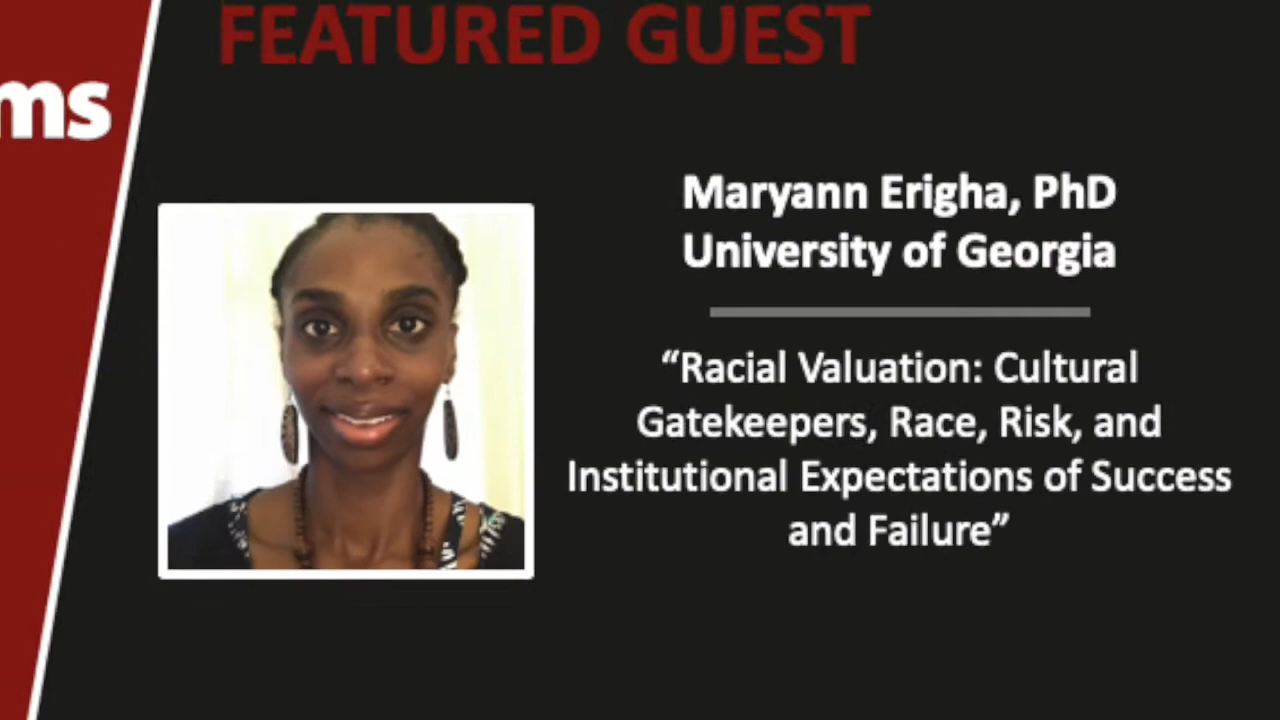 FEATURED GUEST
ms
Maryann Erigha, PhD
University of Georgia
“Racial Valuation: Cultural
Gatekeepers, Race, Risk, and
Institutional Expectations of Success
and Failure”